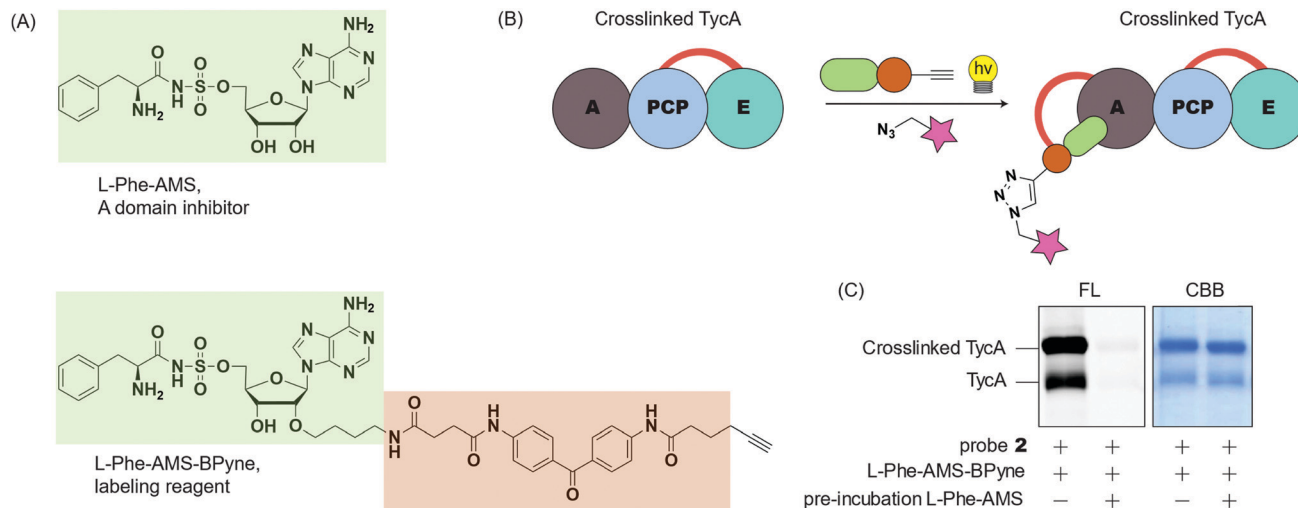 (A)
NH₂
N
N
N
N
O
O
N
H
S
O
O
O
NH₂
O
OH
OH
L-Phe-AMS,
A domain inhibitor
NH₂
N
N
N
N
O
O
N
H
S
O
O
O
NH₂
O
OH
O
N
H
O
O
H
N
O
H
N
O
L-Phe-AMS-BPyne,
labeling reagent
(B)
Crosslinked TycA
A PCP E
hv
N₃
Crosslinked TycA
A PCP E
N
N
N
(C)
FL CBB
Crosslinked TycA
TycA
probe 2 + + + +
L-Phe-AMS-BPyne + + + +
pre-incubation L-Phe-AMS − + − +